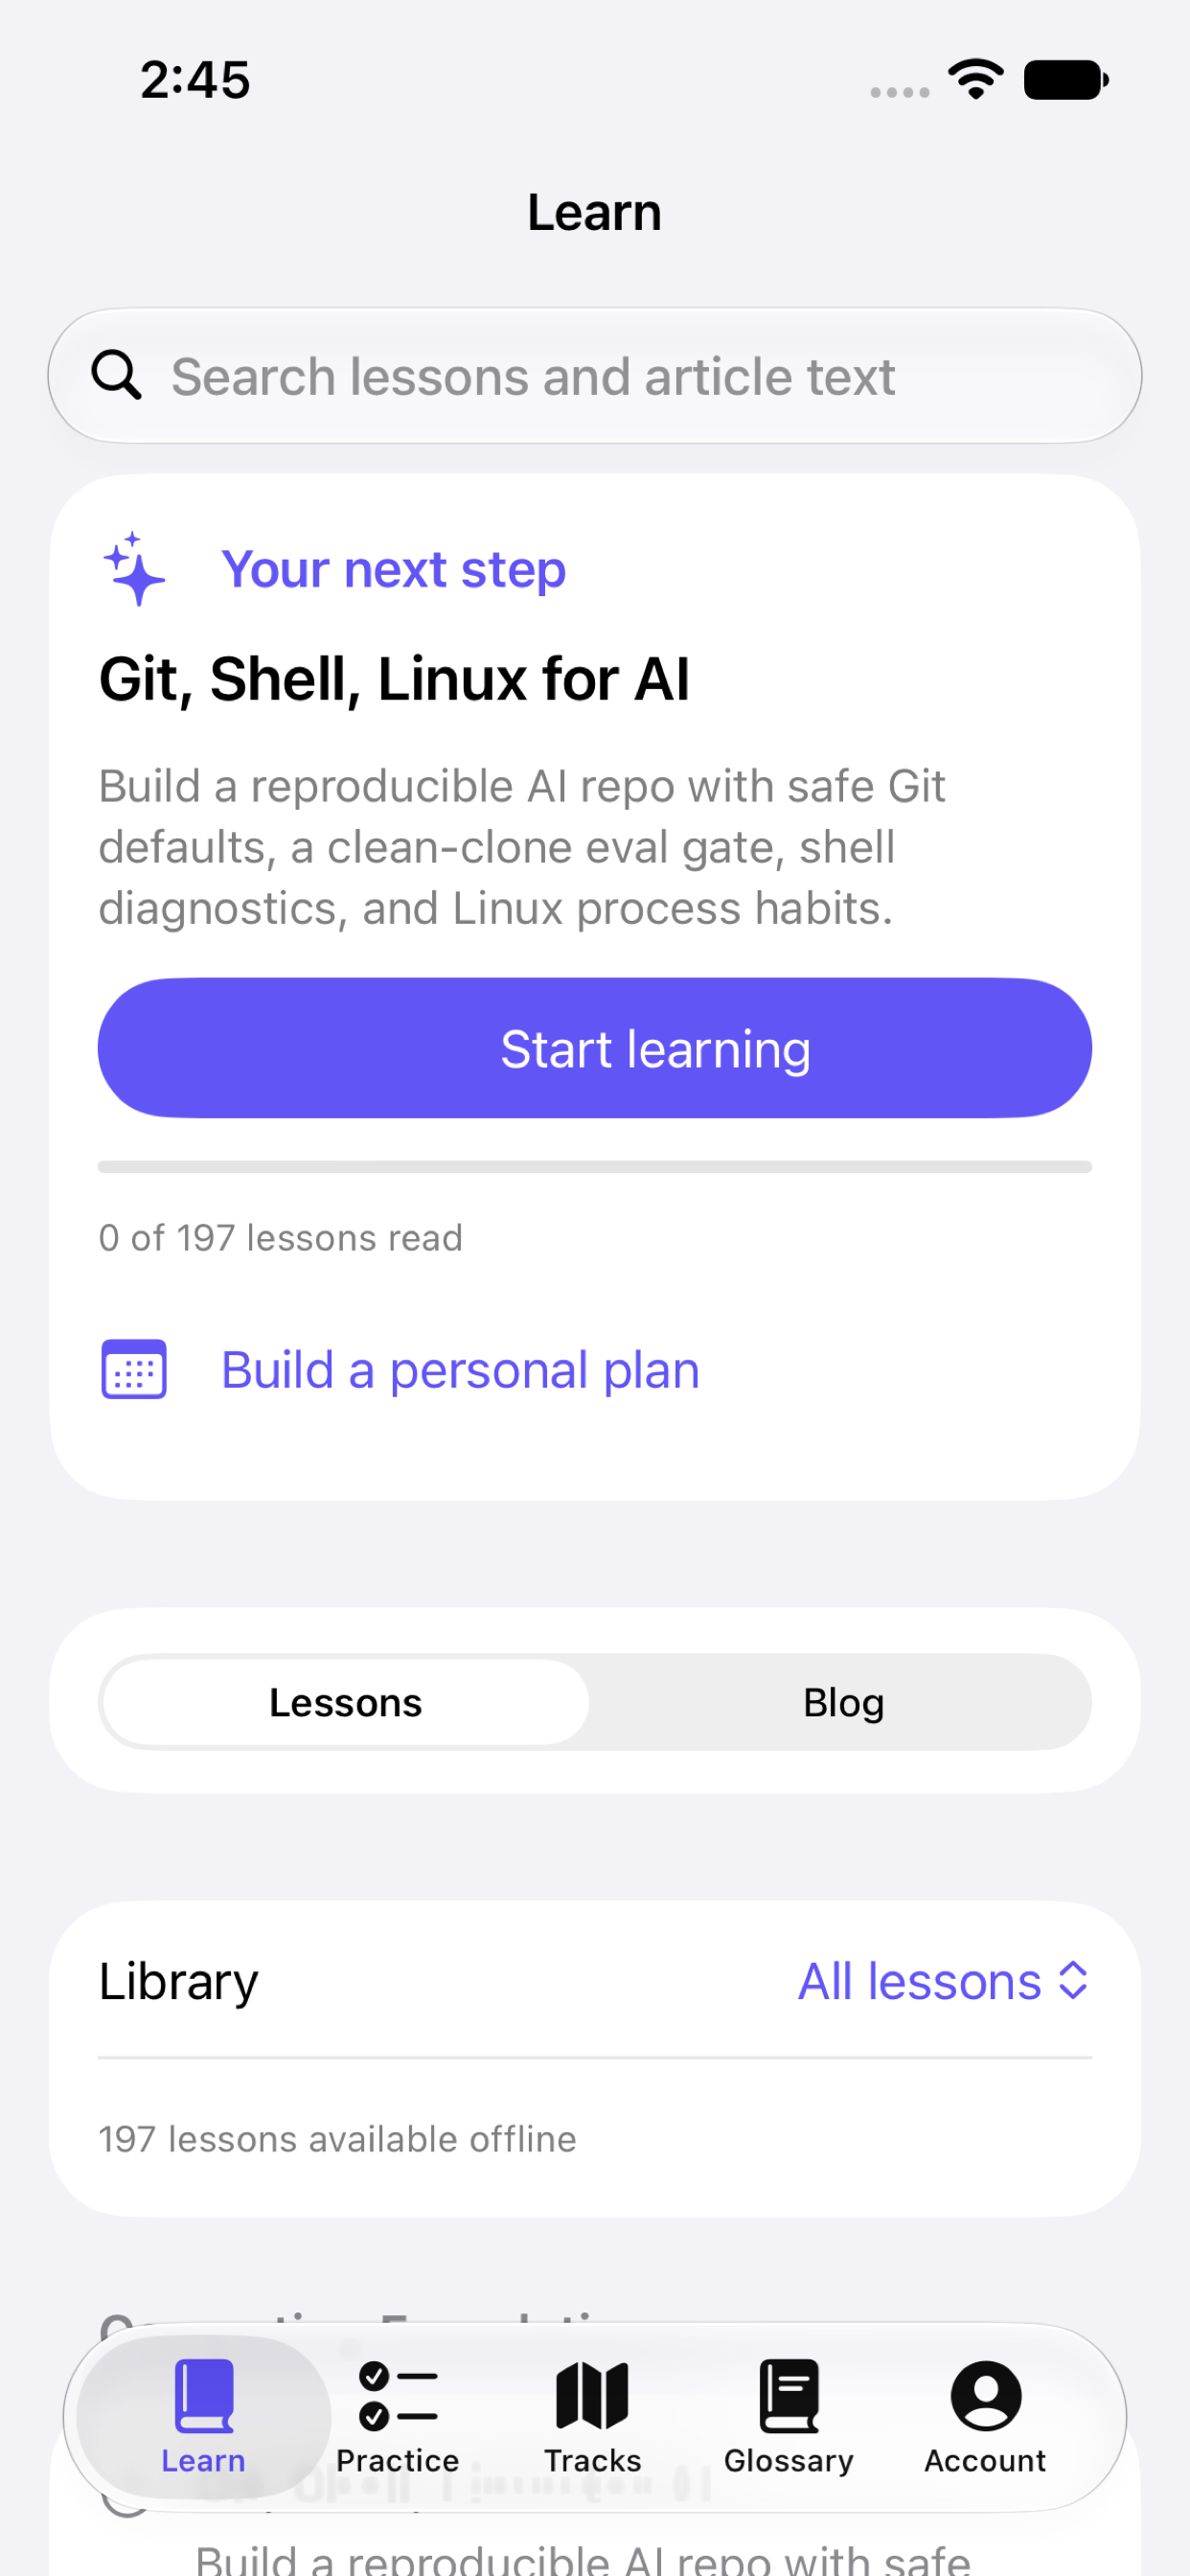 2:45
Learn
Search lessons and article text
Your next step
Git, Shell, Linux for AI
Build a reproducible AI repo with safe Git
defaults, a clean-clone eval gate, shell
diagnostics, and Linux process habits.
Start learning
0 of 197 lessons read
Build a personal plan
Lessons Blog
Library All lessons
197 lessons available offline
Learn Practice Tracks Glossary Account
Build a reproducible AI repo with safe